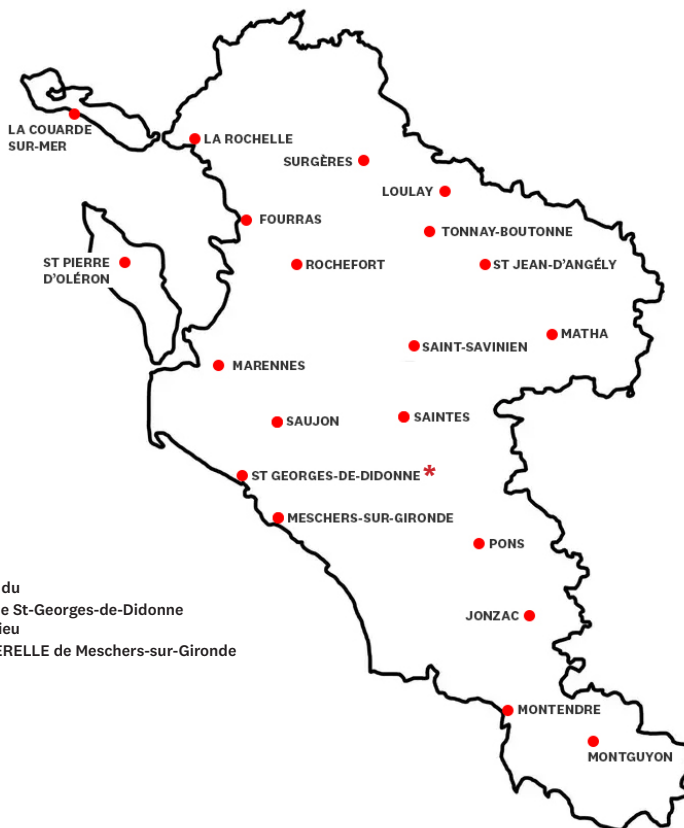 LA COUARDE
SUR-MER
LA ROCHELLE
SURGÈRES
LOULAY
FOURRAS
TONNAY-BOUTONNE
ST PIERRE
D'OLÉRON
ROCHEFORT
ST JEAN-D'ANGÉLY
MATHA
SAINT-SAVINIEN
MARENNES
SAUJON
SAINTES
ST GEORGES-DE-DIDONNE *
MESCHERS-SUR-GIRONDE
PONS
du
e St-Georges-de-Didonne
ieu
ERELLE de Meschers-sur-Gironde
JONZAC
MONTENDRE
MONTGUYON